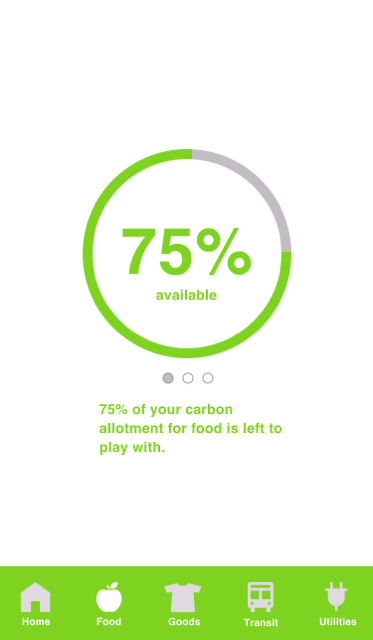 75%
available
75% of your carbon
allotment for food is left to
play with.
Home Food Goods Transit Utilities